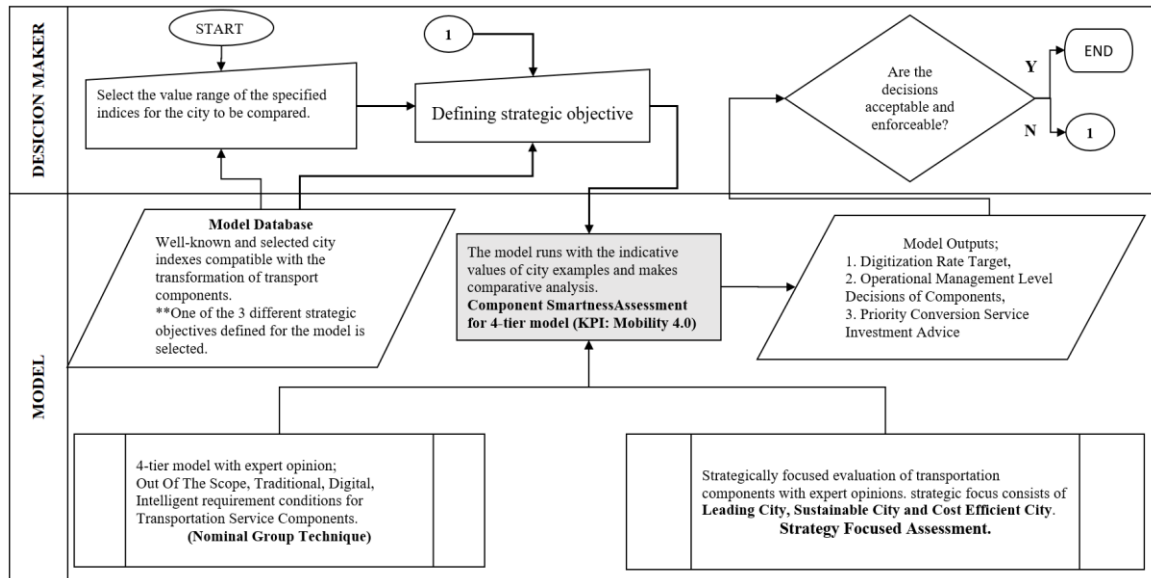 DESICION MAKER
START
1
Select the value range of the specified
indices for the city to be compared.
Defining strategic objective
Are the
decisions
acceptable and
enforceable?
Y
END
N
1
MODEL
Model Database
Well-known and selected city
indexes compatible with the
transformation of transport
components.
**One of the 3 different strategic
objectives defined for the model is
selected.
The model runs with the indicative
values of city examples and makes
comparative analysis.
Component SmartnessAssessment
for 4-tier model (KPI: Mobility 4.0)
Model Outputs;
1. Digitization Rate Target,
2. Operational Management Level
Decisions of Components,
3. Priority Conversion Service
Investment Advice
4-tier model with expert opinion;
Out Of The Scope, Traditional, Digital,
Intelligent requirement conditions for
Transportation Service Components.
(Nominal Group Technique)
Strategically focused evaluation of transportation
components with expert opinions. strategic focus consists of
Leading City, Sustainable City and Cost Efficient City.
Strategy Focused Assessment.